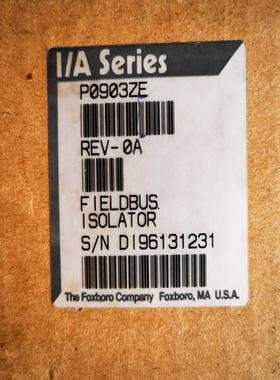 I/A Series
P0903ZE
REV-0A
FIELDBUS
ISOLATOR
S/N DI96131231
The Foxboro Company Foxboro, MA U.S.A.